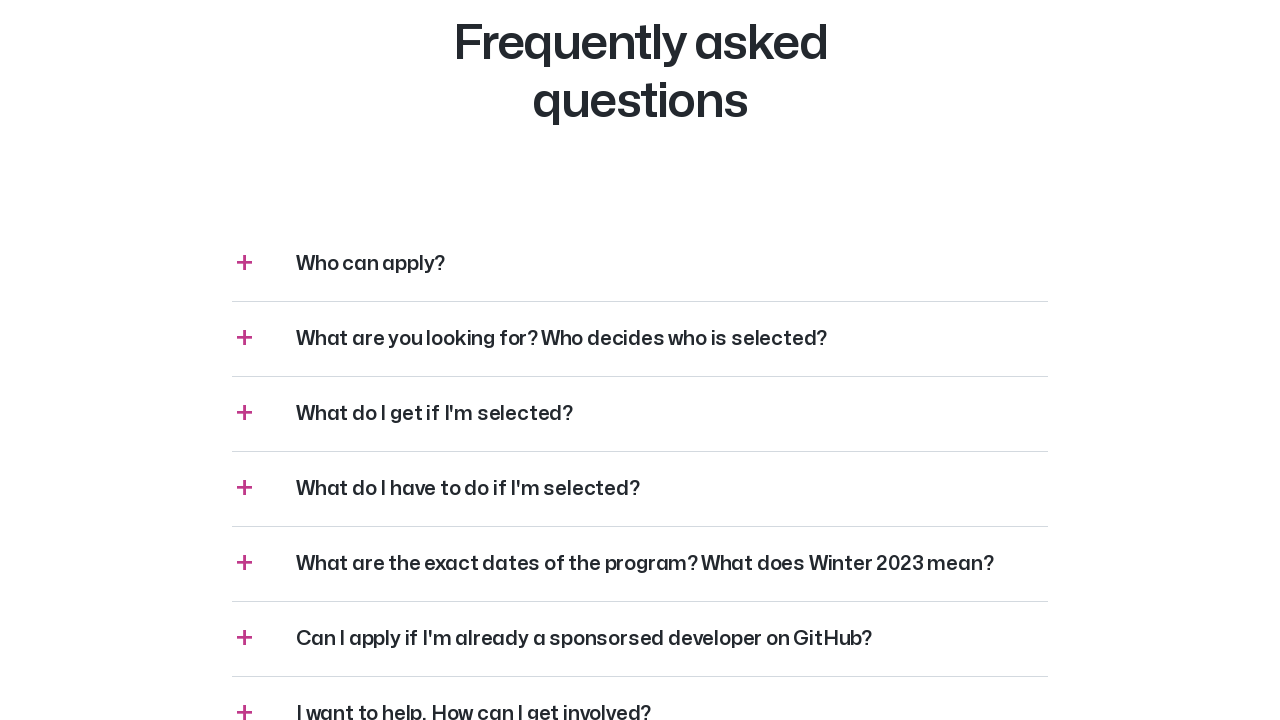 Frequently asked
questions
Who can apply?
What are you looking for? Who decides who is selected?
What do I get if I'm selected?
What do I have to do if I'm selected?
What are the exact dates of the program? What does Winter 2023 mean?
Can I apply if I'm already a sponsorsed developer on GitHub?
I want to help. How can I get involved?